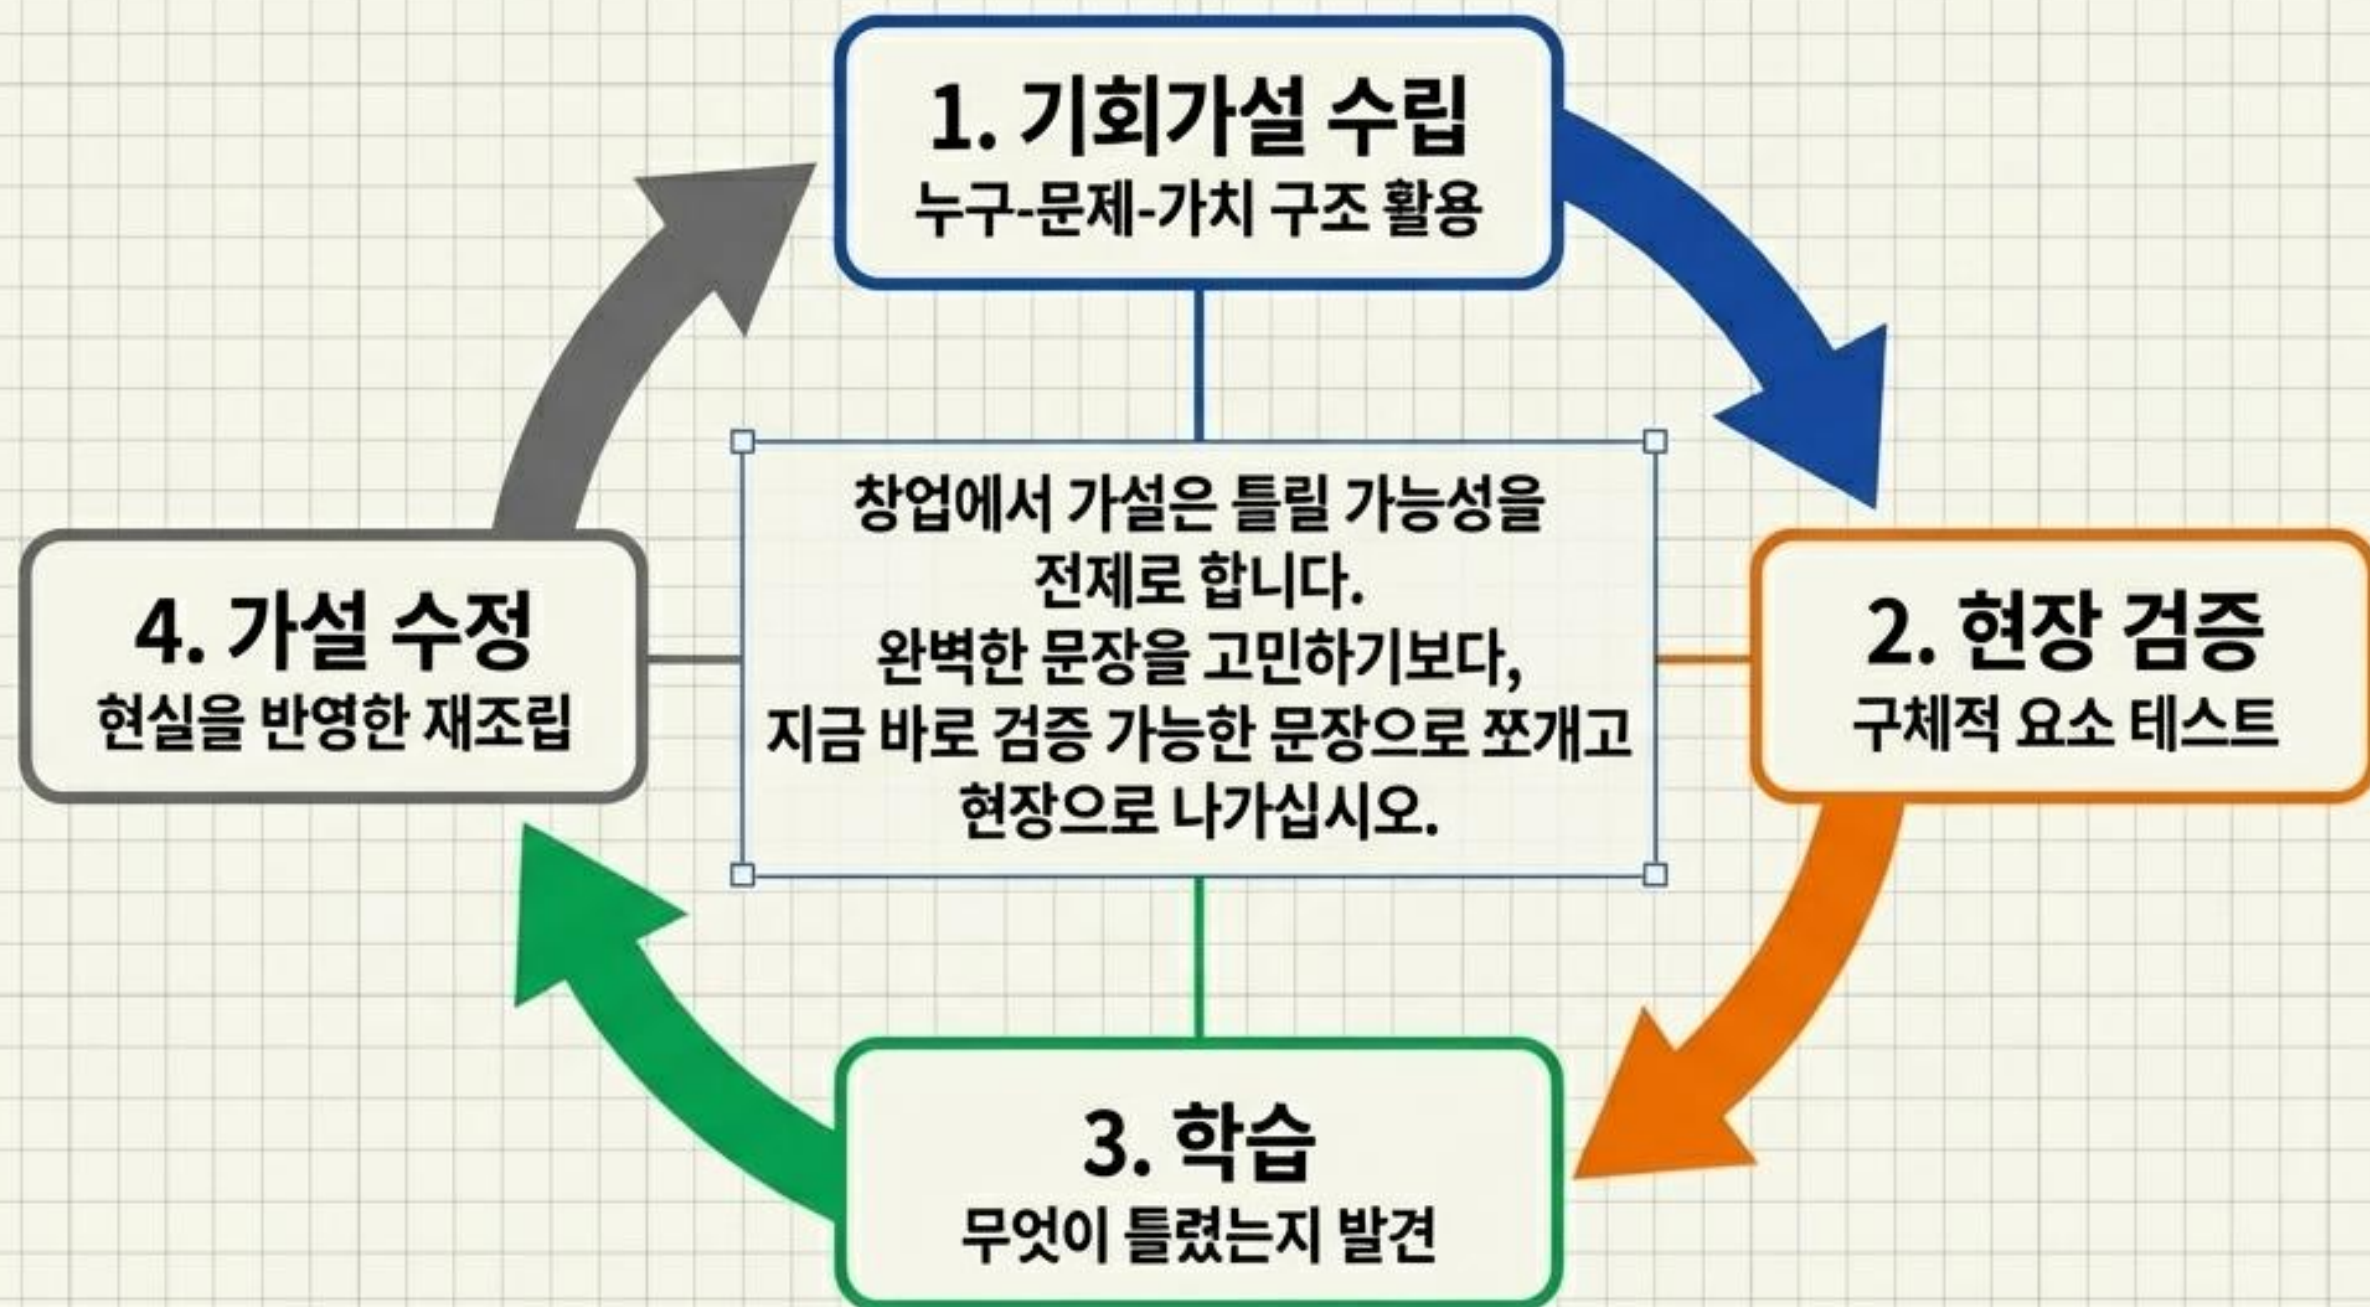 1. 기회가설 수립
누구-문제-가치 구조 활용
창업에서 가설은 틀릴 가능성을
전제로 합니다.
완벽한 문장을 고민하기보다,
지금 바로 검증 가능한 문장으로 쪼개고
현장으로 나가십시오.
2. 현장 검증
구체적 요소 테스트
3. 학습
무엇이 틀렸는지 발견
4. 가설 수정
현실을 반영한 재조립